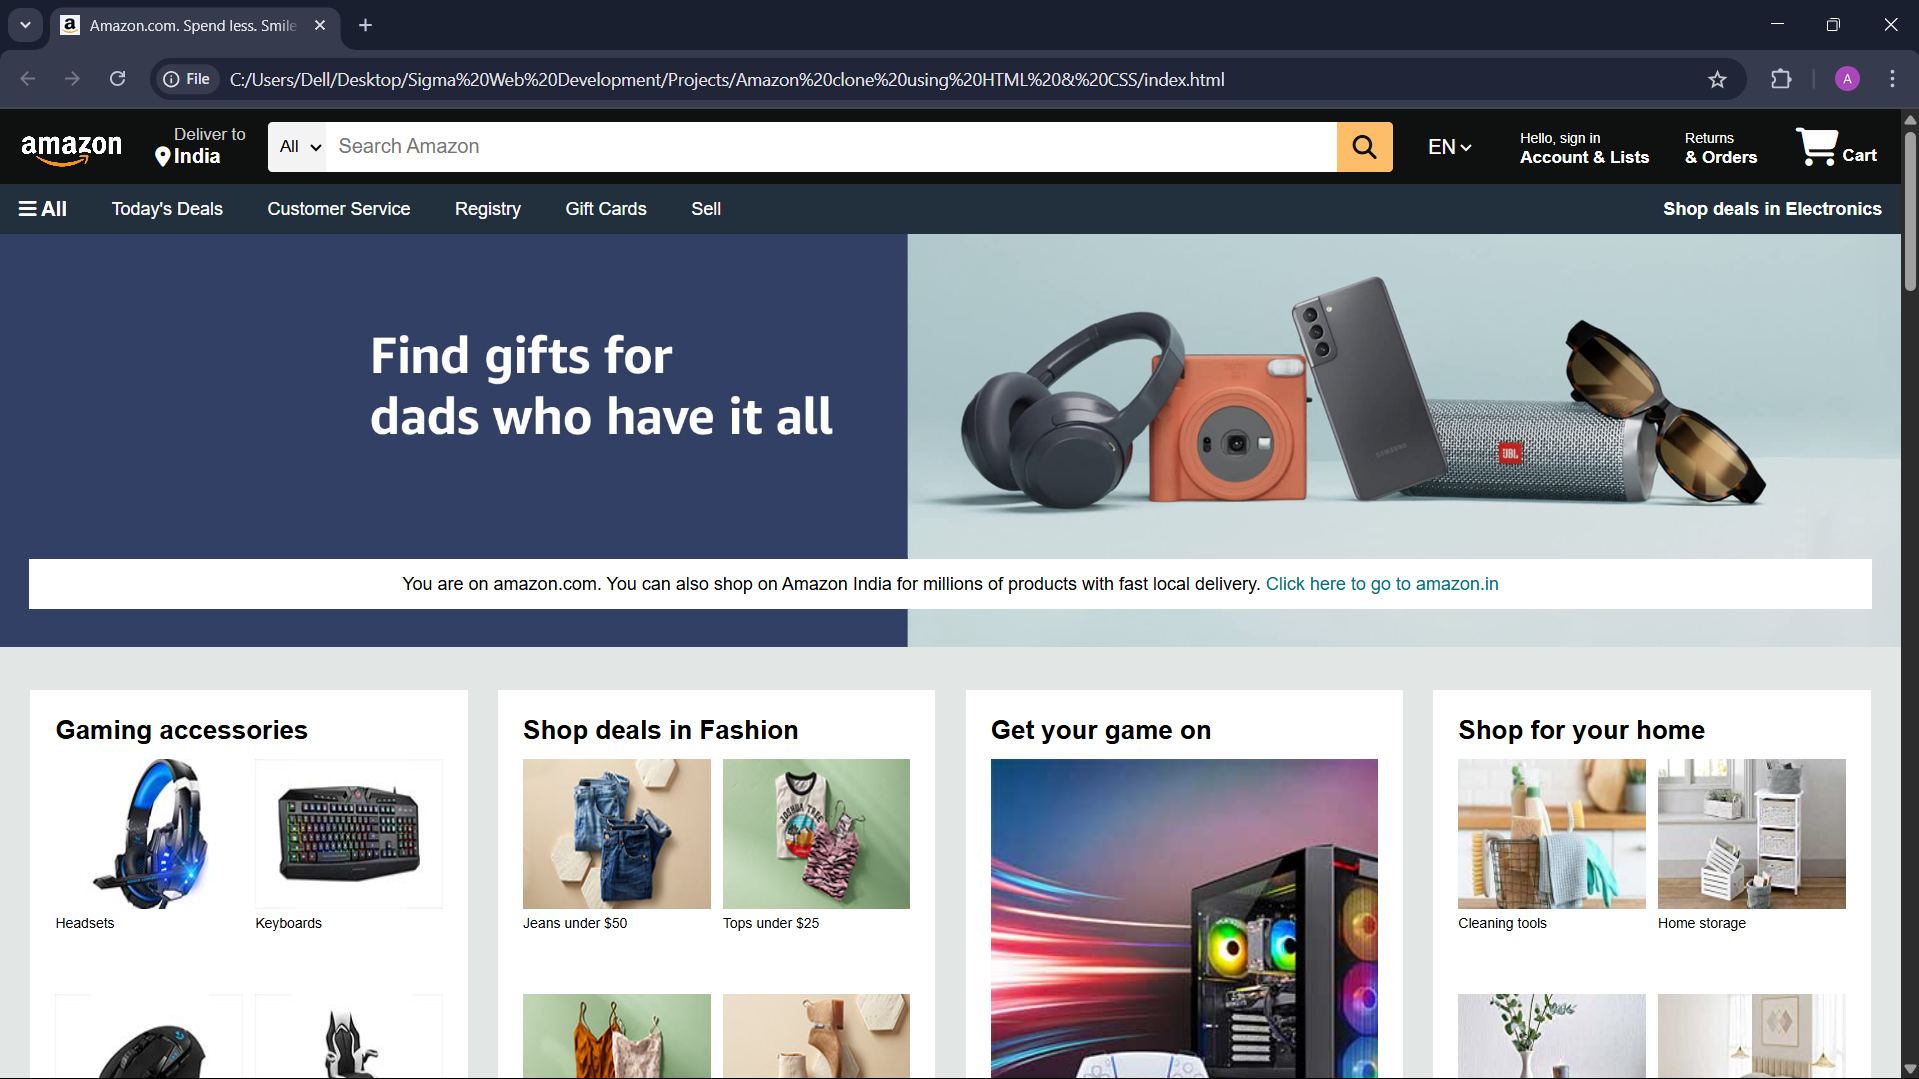 Amazon.com. Spend less. Smile
File C:/Users/Dell/Desktop/Sigma%20Web%20Development/Projects/Amazon%20clone%20using%20HTML%20&%20CSS/index.html
A
amazon
Deliver to
India
All
Search Amazon
EN
Hello, sign in
Account & Lists
Returns
& Orders
Cart
All Today's Deals Customer Service Registry Gift Cards Sell Shop deals in Electronics
Find gifts for
dads who have it all
SAMSUNG
JBL
You are on amazon.com. You can also shop on Amazon India for millions of products with fast local delivery. Click here to go to amazon.in
Gaming accessories
Shop deals in Fashion
Get your game on
Shop for your home
JOSHUA TREE
Headsets
Keyboards
Jeans under $50
Tops under $25
Cleaning tools
Home storage